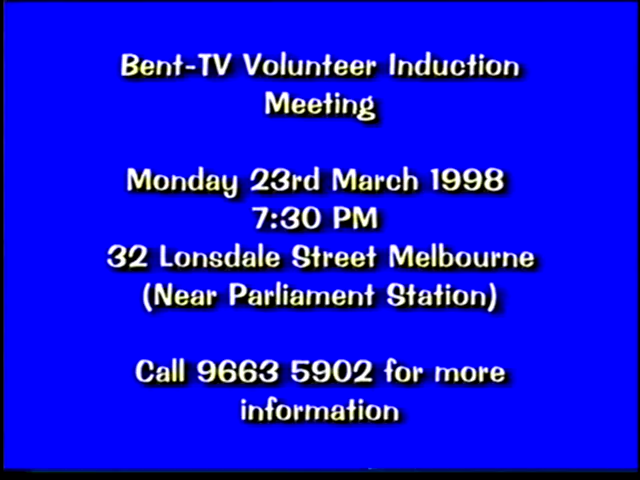 Bent-TV Volunteer Induction
Meeting
Monday 23rd March 1998
7:30 PM
32 Lonsdale Street Melbourne
(Near Parliament Station)
Call 9663 5902 for more
information